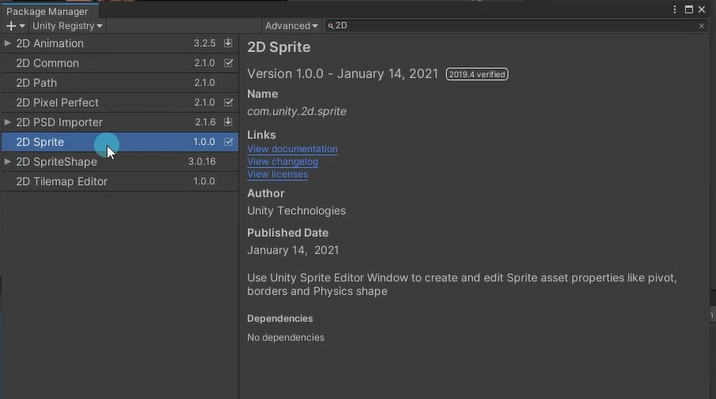 Package Manager
Unity Registry
Advanced
2D
2D Animation 3.2.5
2D Common 2.1.0
2D Path 2.1.0
2D Pixel Perfect 2.1.0
2D PSD Importer 2.1.6
2D Sprite 1.0.0
2D SpriteShape 3.0.16
2D Tilemap Editor 1.0.0
2D Sprite
Version 1.0.0 - January 14, 2021 2019.4 verified
Name
com.unity.2d.sprite
Links
View documentation
View changelog
View licenses
Author
Unity Technologies
Published Date
January 14, 2021
Use Unity Sprite Editor Window to create and edit Sprite asset properties like pivot,
borders and Physics shape
Dependencies
No dependencies